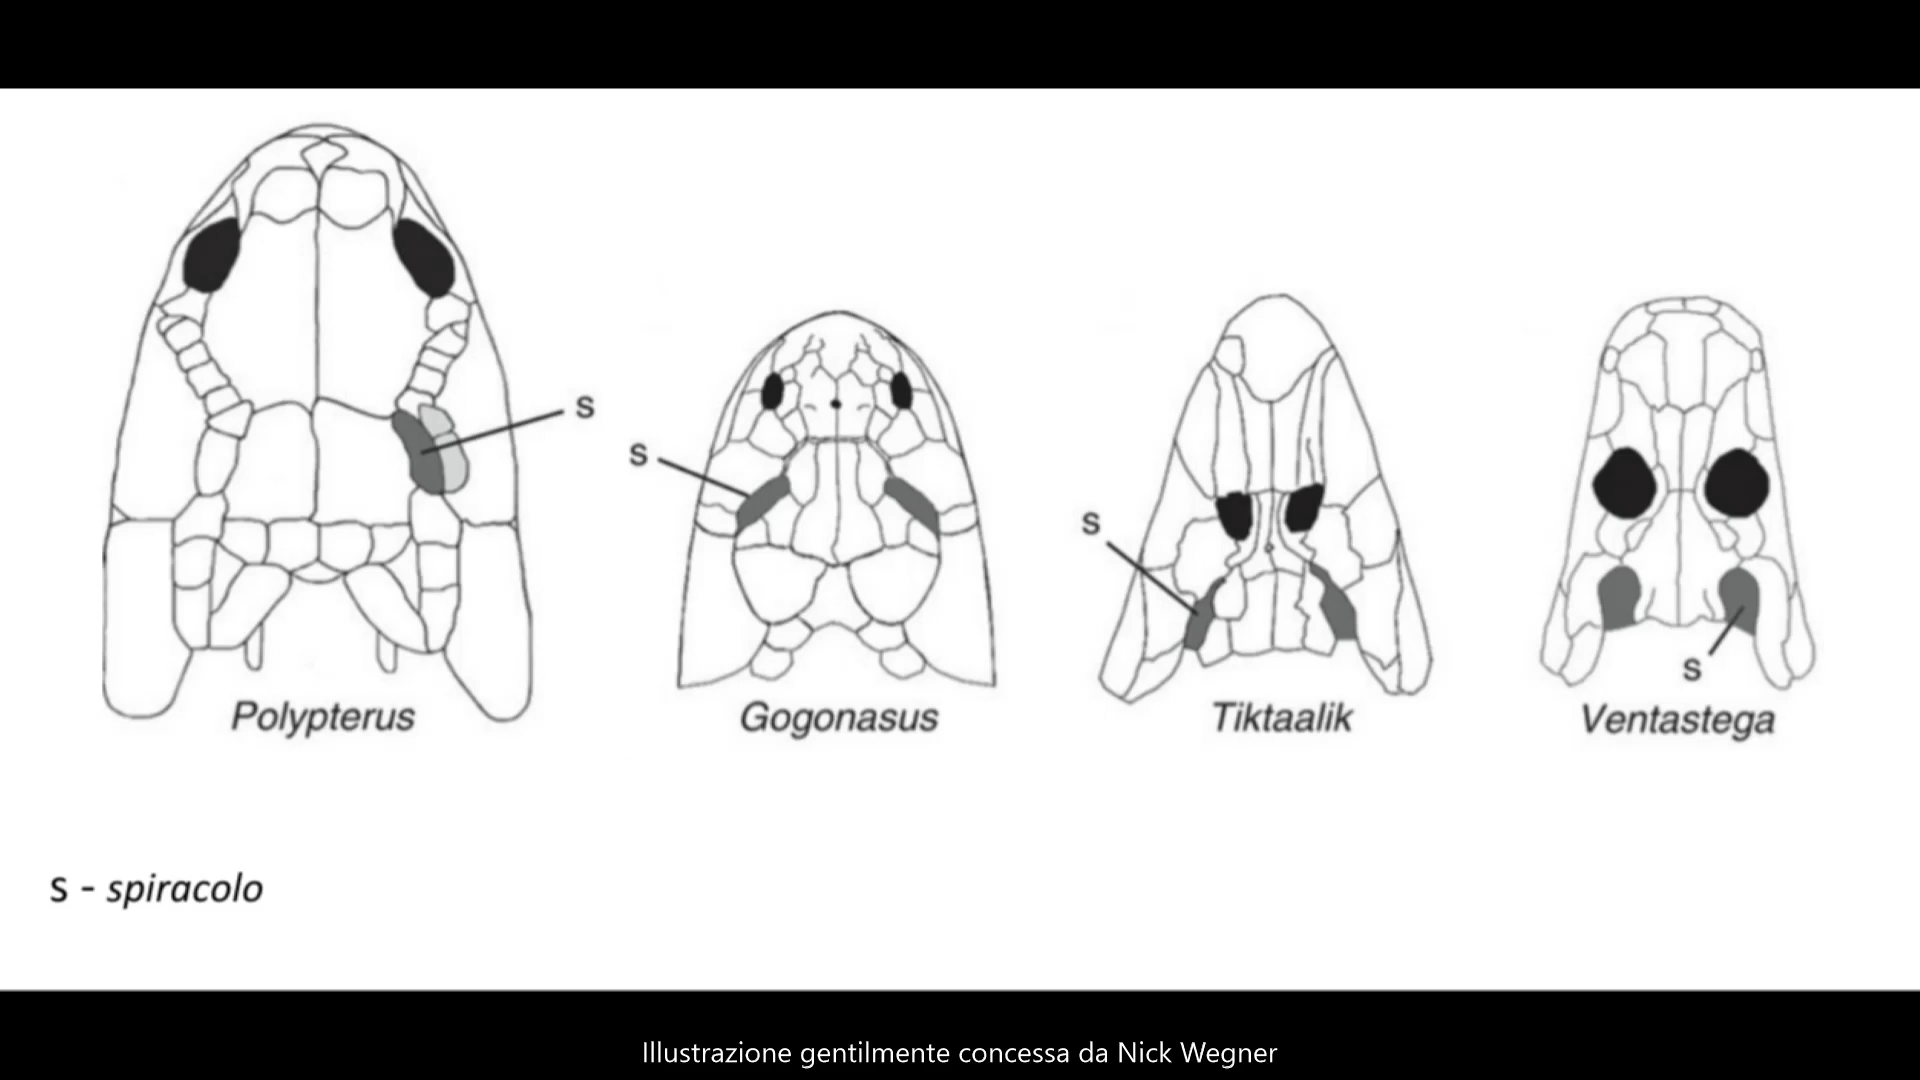 s
s
s
s
Polypterus
Gogonasus
Tiktaalik
Ventastega
s - spiracolo
Illustrazione gentilmente concessa da Nick Wegner